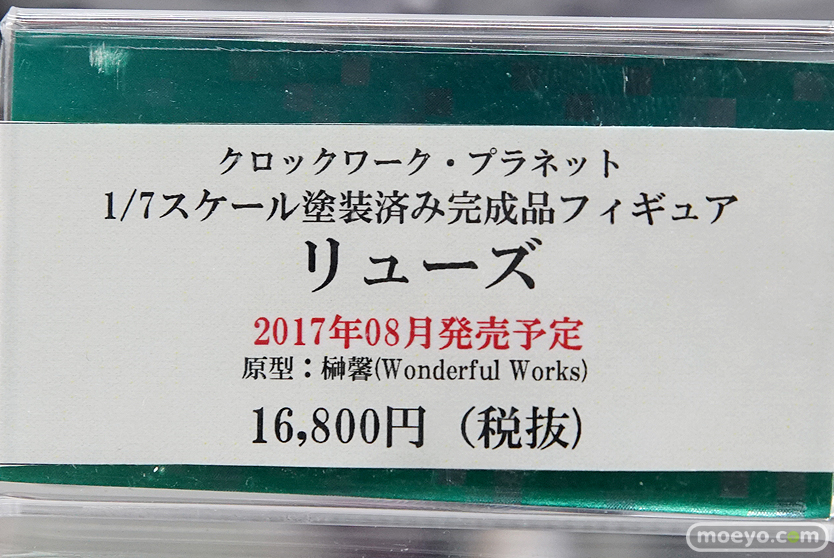 クロックワーク・プラネット
1/7スケール塗装済み完成品フィギュア
リューズ
2017年08月発売予定
原型：榊馨(Wonderful Works)
16,800円（税抜）
moeyo.com